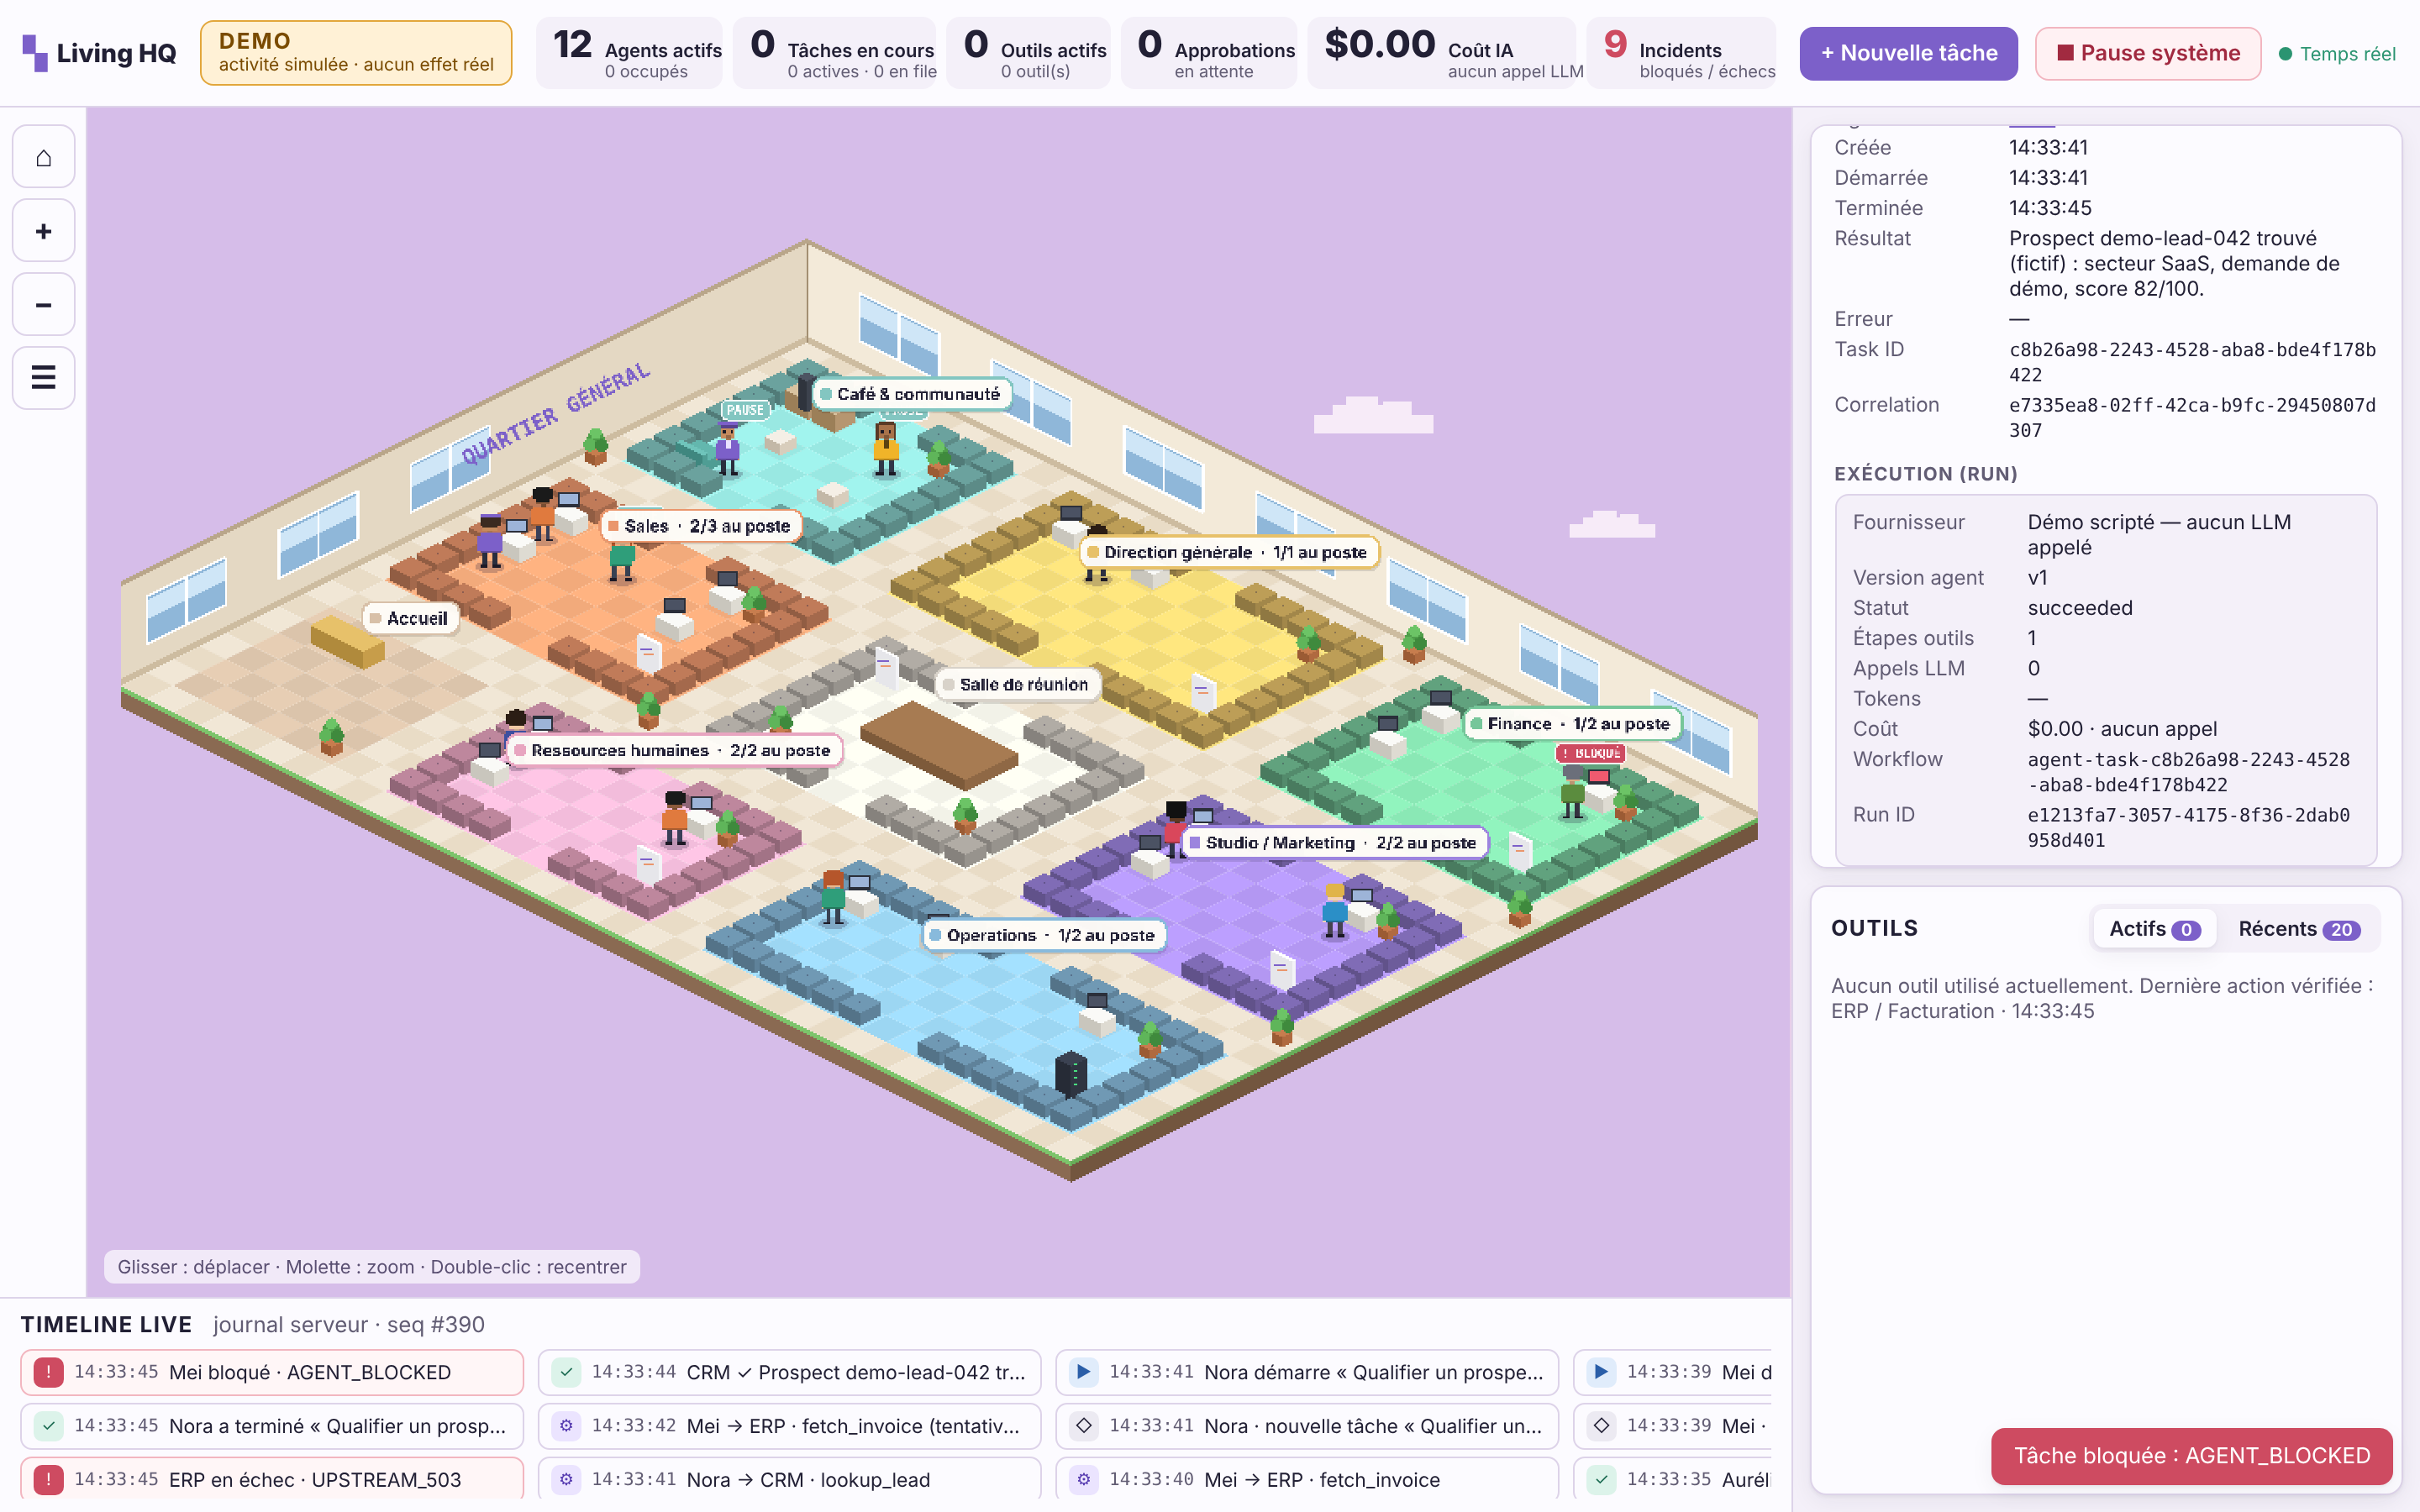 Living HQ
DEMO
activité simulée · aucun effet réel
12 Agents actifs
0 occupés
0 Tâches en cours
0 actives · 0 en file
0 Outils actifs
0 outil(s)
0 Approbations
en attente
$0.00 Coût IA
aucun appel LLM
9 Incidents
bloqués / échecs
+ Nouvelle tâche
Pause système
Temps réel
QUARTIER GÉNÉRAL
Café & communauté
PAUSE
Sales · 2/3 au poste
Direction générale · 1/1 au poste
Accueil
Salle de réunion
Finance · 1/2 au poste
! BLOQUÉ
Ressources humaines · 2/2 au poste
Studio / Marketing · 2/2 au poste
Operations · 1/2 au poste
Glisser : déplacer · Molette : zoom · Double-clic : recentrer
Créée 14:33:41
Démarrée 14:33:41
Terminée 14:33:45
Résultat Prospect demo-lead-042 trouvé
(fictif) : secteur SaaS, demande de
démo, score 82/100.
Erreur —
Task ID c8b26a98-2243-4528-aba8-bde4f178b
422
Correlation e7335ea8-02ff-42ca-b9fc-29450807d
307
EXÉCUTION (RUN)
Fournisseur Démo scripté — aucun LLM
appelé
Version agent v1
Statut succeeded
Étapes outils 1
Appels LLM 0
Tokens —
Coût $0.00 · aucun appel
Workflow agent-task-c8b26a98-2243-4528
-aba8-bde4f178b422
Run ID e1213fa7-3057-4175-8f36-2dab0
958d401
OUTILS
Actifs 0
Récents 20
Aucun outil utilisé actuellement. Dernière action vérifiée :
ERP / Facturation · 14:33:45
Tâche bloquée : AGENT_BLOCKED
TIMELINE LIVE journal serveur · seq #390
! 14:33:45 Mei bloqué · AGENT_BLOCKED
✓ 14:33:45 Nora a terminé « Qualifier un prosp...
! 14:33:45 ERP en échec · UPSTREAM_503
✓ 14:33:44 CRM ✓ Prospect demo-lead-042 tr...
14:33:42 Mei → ERP · fetch_invoice (tentativ...
14:33:41 Nora → CRM · lookup_lead
14:33:41 Nora démarre « Qualifier un prospe...
14:33:41 Nora · nouvelle tâche « Qualifier un...
14:33:40 Mei → ERP · fetch_invoice
14:33:39 Mei d
14:33:39 Mei ·
✓ 14:33:35 Auréli